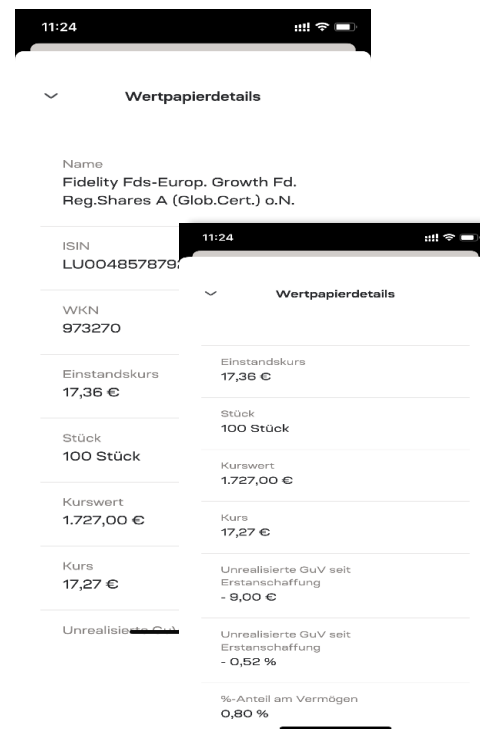 11:24
Wertpapierdetails
Name
Fidelity Fds-Europ. Growth Fd.
Reg.Shares A (Glob.Cert.) o.N.
ISIN
LU0048578792
WKN
973270
Einstandskurs
17,36 €
Stück
100 Stück
Kurswert
1.727,00 €
Kurs
17,27 €
Unrealisierte GuV
11:24
Wertpapierdetails
Einstandskurs
17,36 €
Stück
100 Stück
Kurswert
1.727,00 €
Kurs
17,27 €
Unrealisierte GuV seit
Erstanschaffung
- 9,00 €
Unrealisierte GuV seit
Erstanschaffung
- 0,52 %
%-Anteil am Vermögen
0,80 %